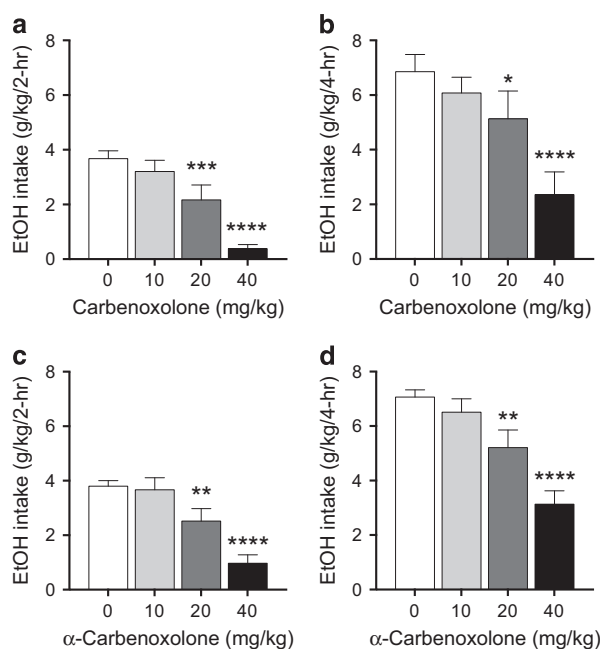 a
EtOH intake (g/kg/2-hr)
8
6
4
2
0
***
****
0 10 20 40
Carbenoxolone (mg/kg)
b
EtOH intake (g/kg/4-hr)
8
6
4
2
0
*
****
0 10 20 40
Carbenoxolone (mg/kg)
c
EtOH intake (g/kg/2-hr)
8
6
4
2
0
**
****
0 10 20 40
α-Carbenoxolone (mg/kg)
d
EtOH intake (g/kg/4-hr)
8
6
4
2
0
**
****
0 10 20 40
α-Carbenoxolone (mg/kg)